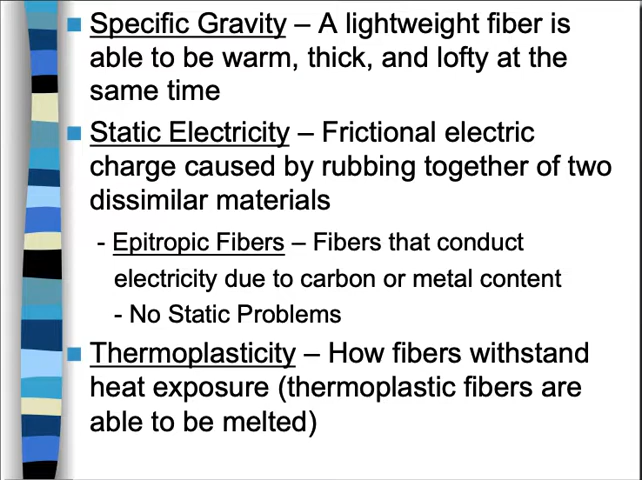 Specific Gravity – A lightweight fiber is
able to be warm, thick, and lofty at the
same time
Static Electricity – Frictional electric
charge caused by rubbing together of two
dissimilar materials
- Epitropic Fibers – Fibers that conduct
electricity due to carbon or metal content
- No Static Problems
Thermoplasticity – How fibers withstand
heat exposure (thermoplastic fibers are
able to be melted)